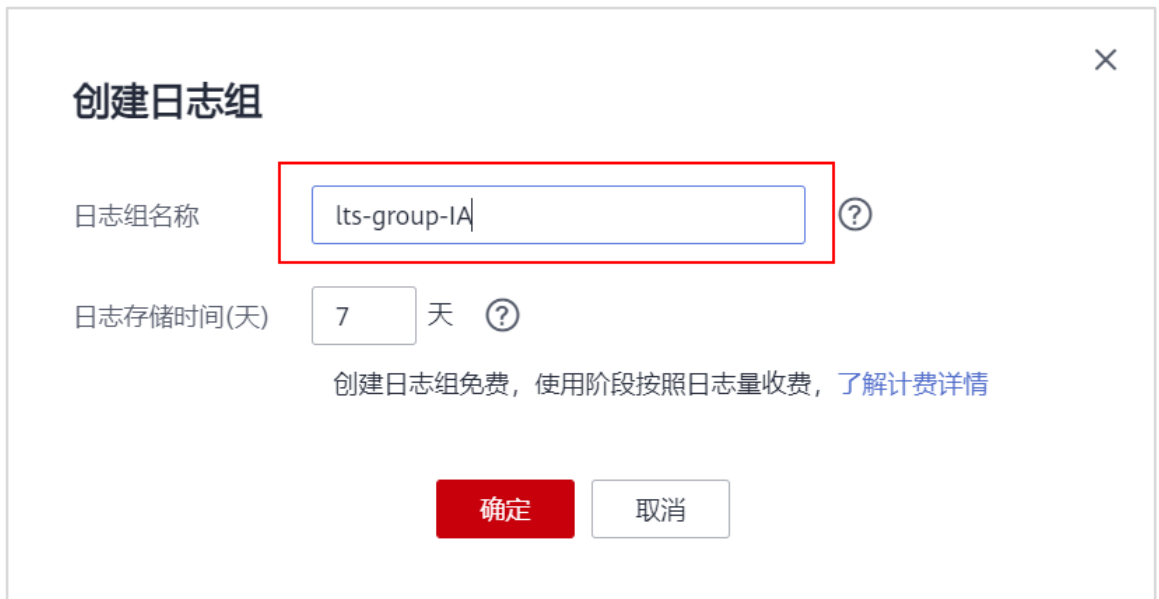 创建日志组
日志组名称 lts-group-IA
日志存储时间(天) 7 天
创建日志组免费，使用阶段按照日志量收费，了解计费详情
确定 取消